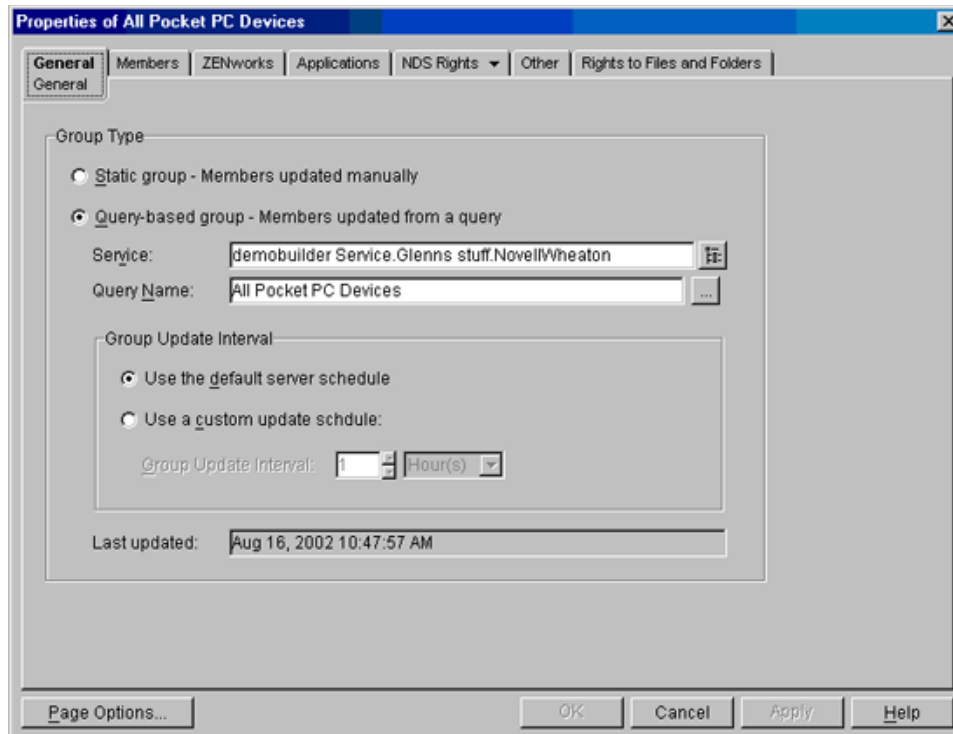 Properties of All Pocket PC Devices
General Members ZENworks Applications NDS Rights Other Rights to Files and Folders
General
Group Type
Static group - Members updated manually
Query-based group - Members updated from a query
Service: demobuilder Service.Glenns stuff.NovellWheaton
Query Name: All Pocket PC Devices ...
Group Update Interval
Use the default server schedule
Use a custom update schdule:
Group Update Interval: 1 Hour(s)
Last updated: Aug 16, 2002 10:47:57 AM
Page Options... OK Cancel Apply Help